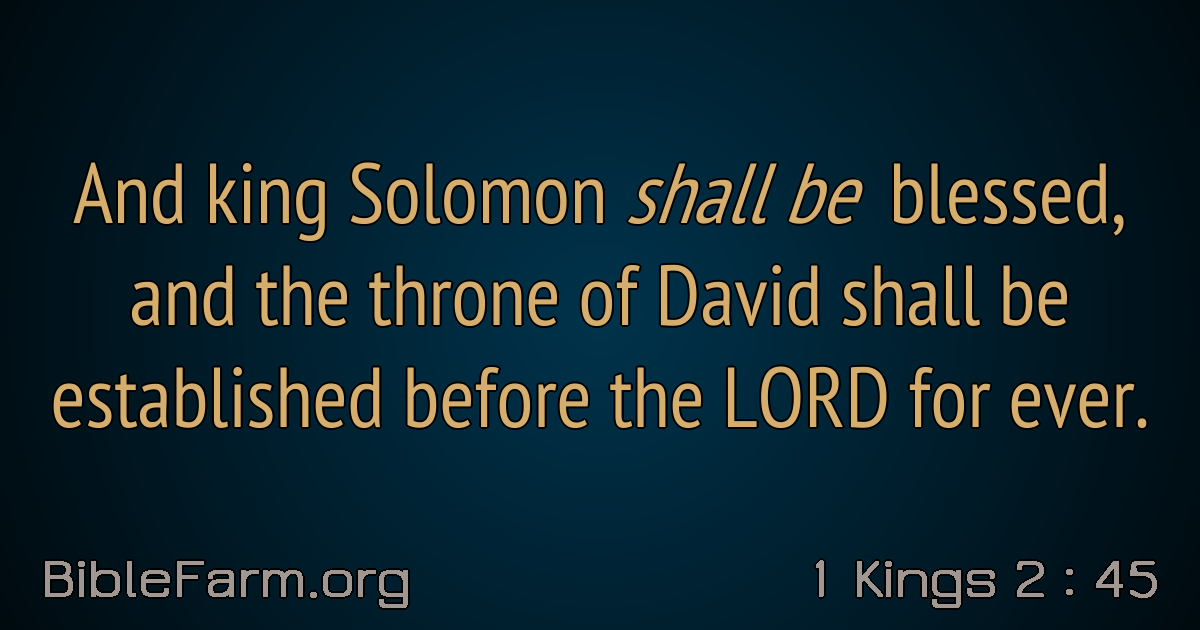 And king Solomon shall be blessed,
and the throne of David shall be
established before the LORD for ever.
BibleFarm.org
1 Kings 2 : 45